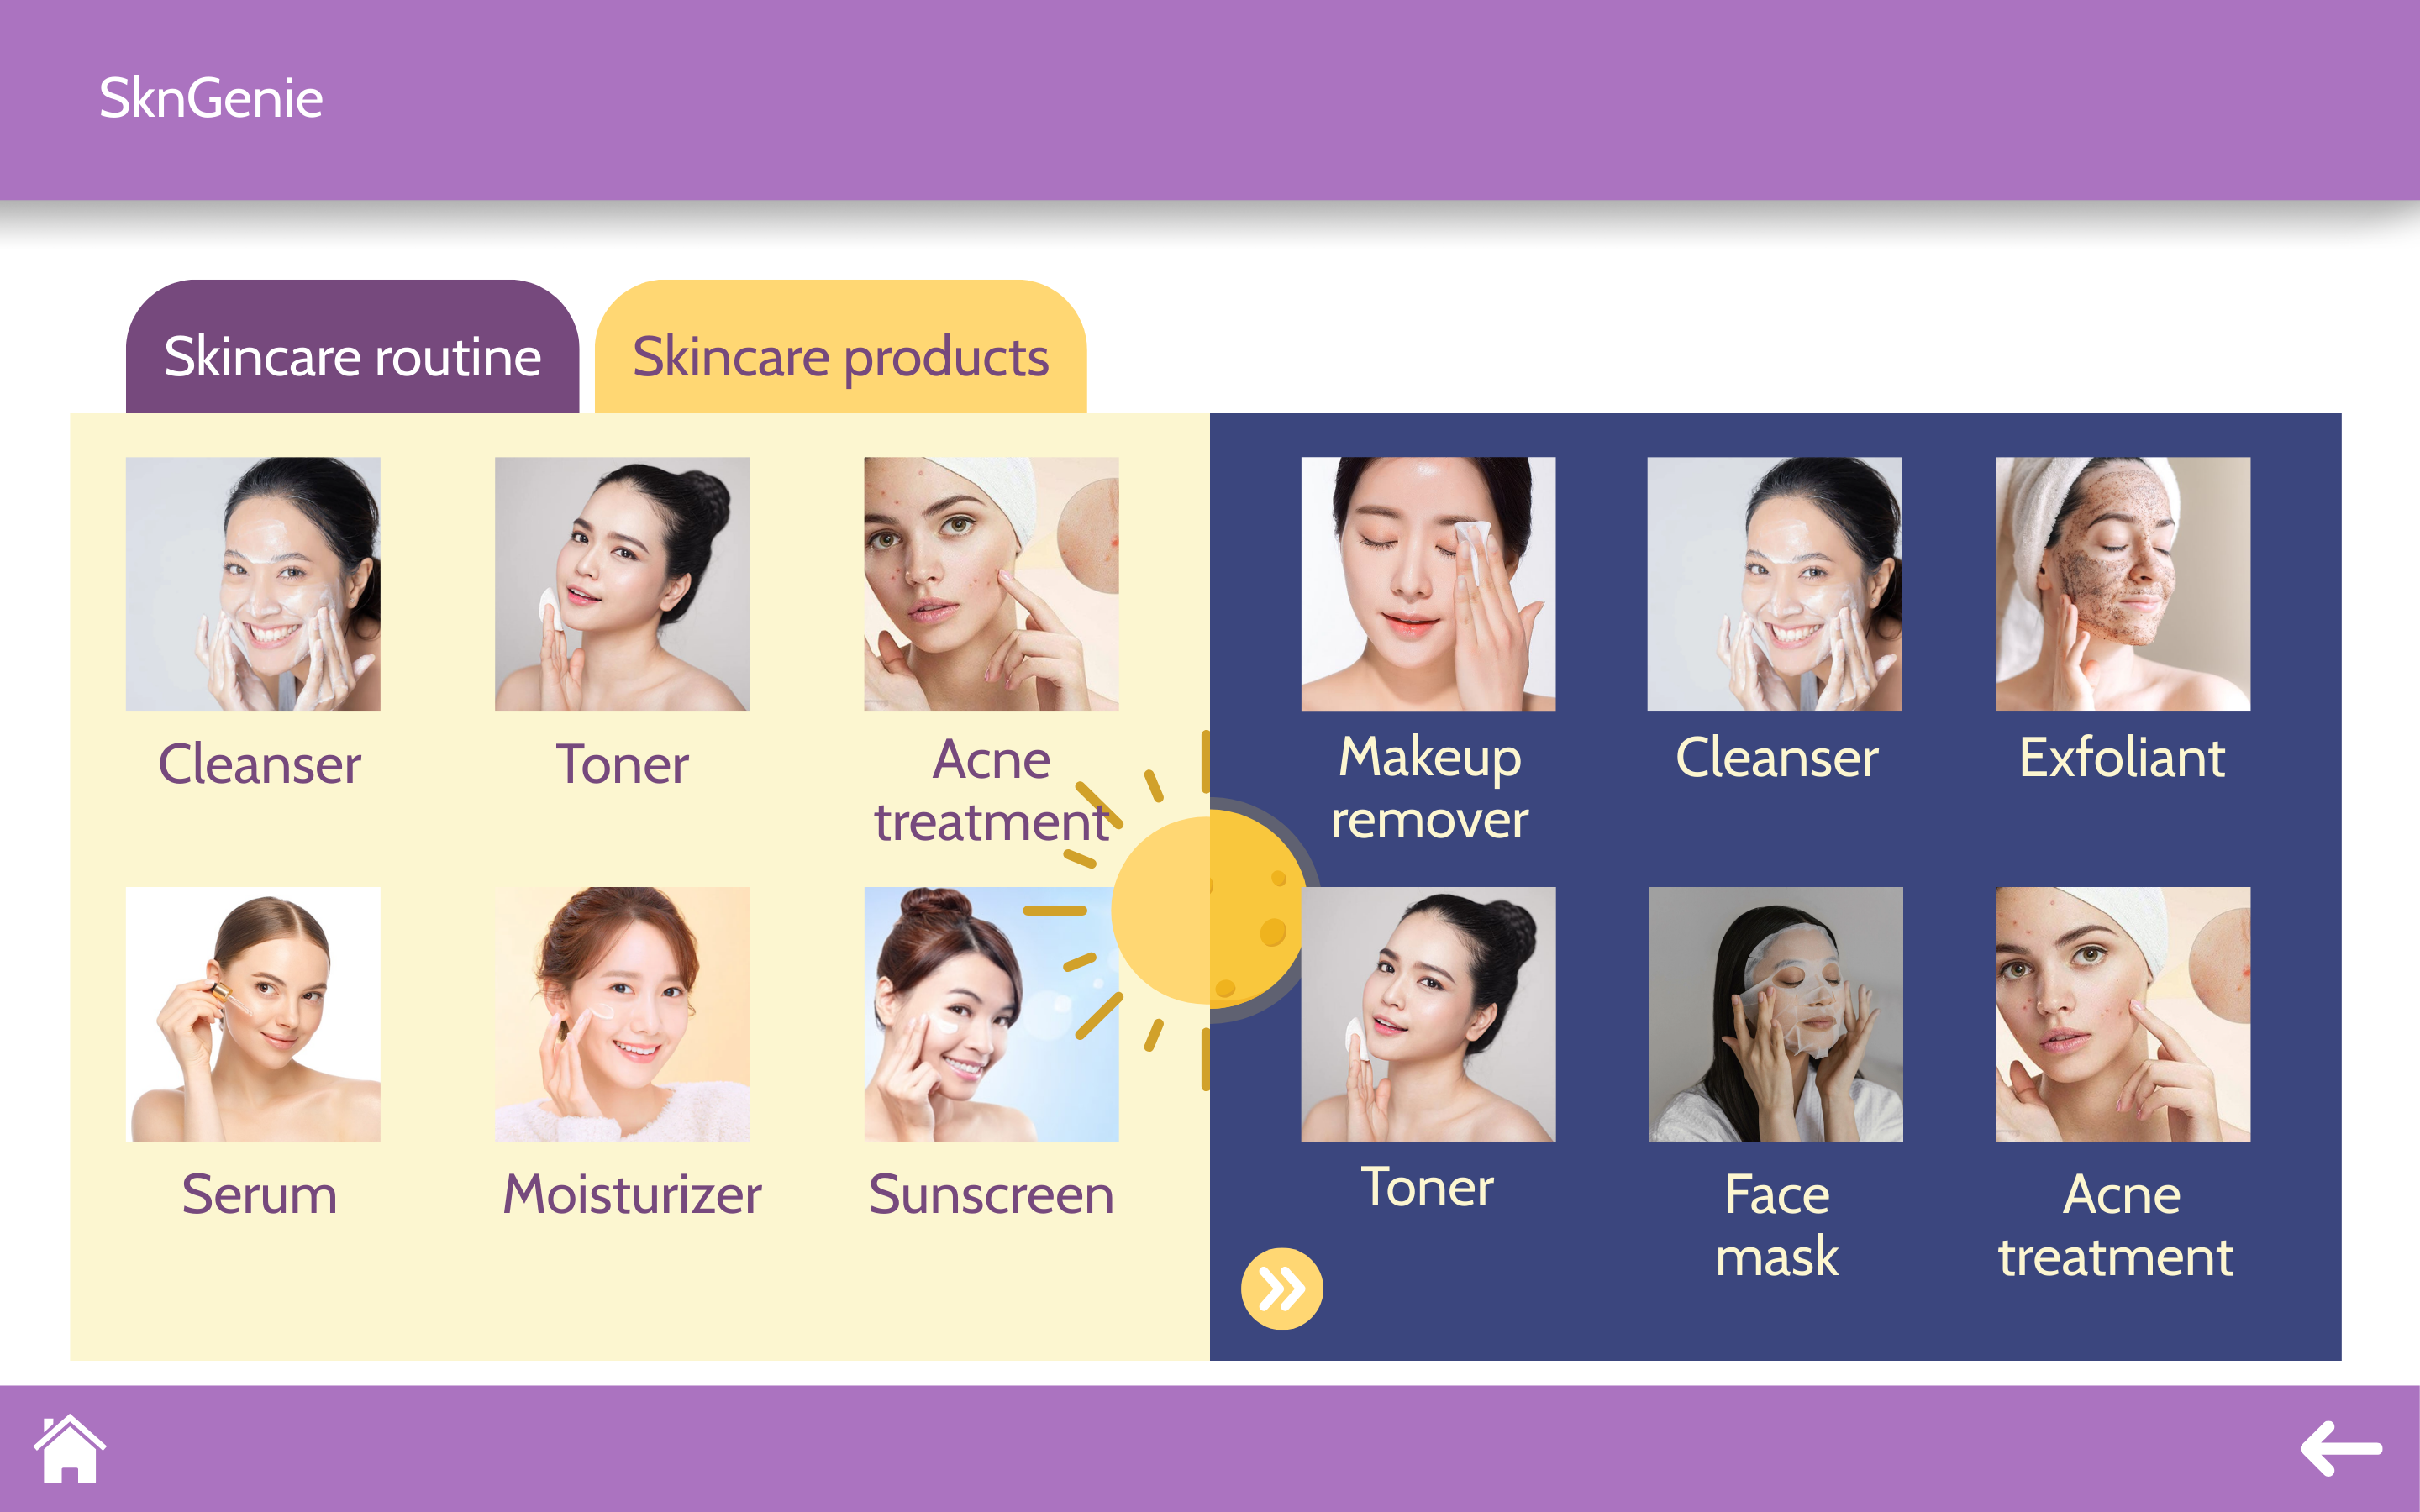 SknGenie
Skincare routine
Skincare products
Cleanser
Toner
Acne
treatment
Serum
Moisturizer
Sunscreen
Makeup
remover
Cleanser
Exfoliant
Toner
Face
mask
Acne
treatment